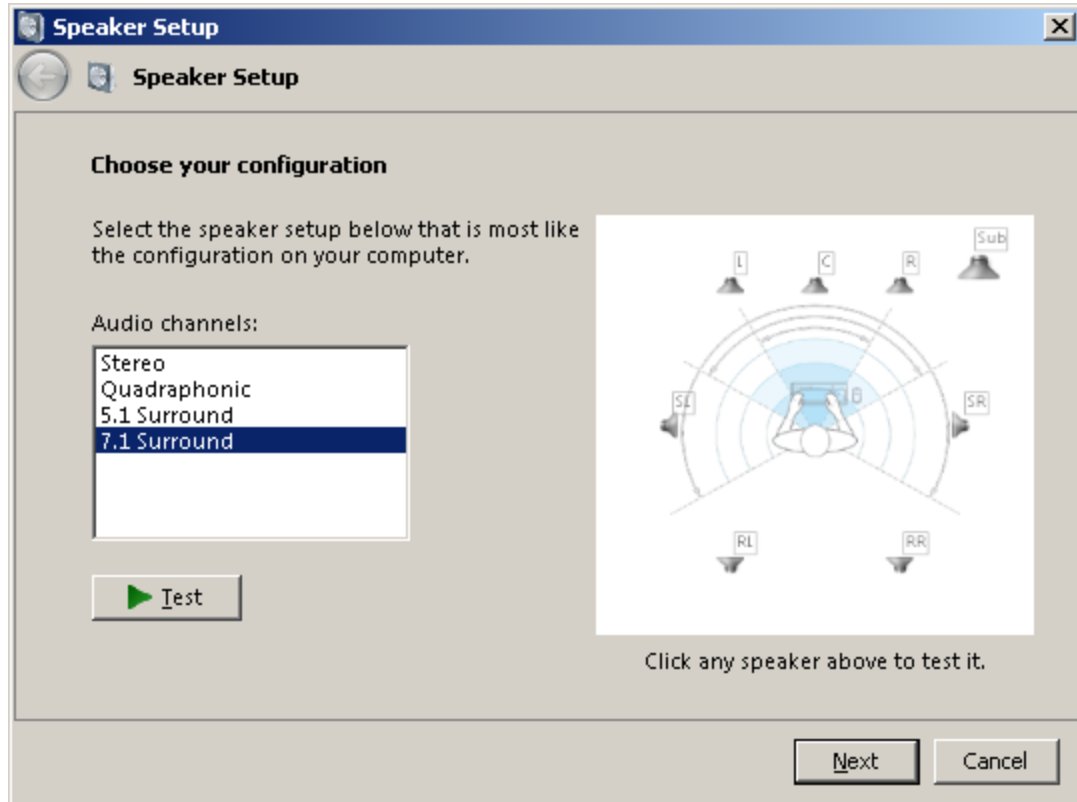 Speaker Setup
Speaker Setup
Choose your configuration
Select the speaker setup below that is most like
the configuration on your computer.
Audio channels:
Stereo
Quadraphonic
5.1 Surround
7.1 Surround
Test
Sub
L
C
R
SL
SR
RL
RR
Click any speaker above to test it.
Next
Cancel